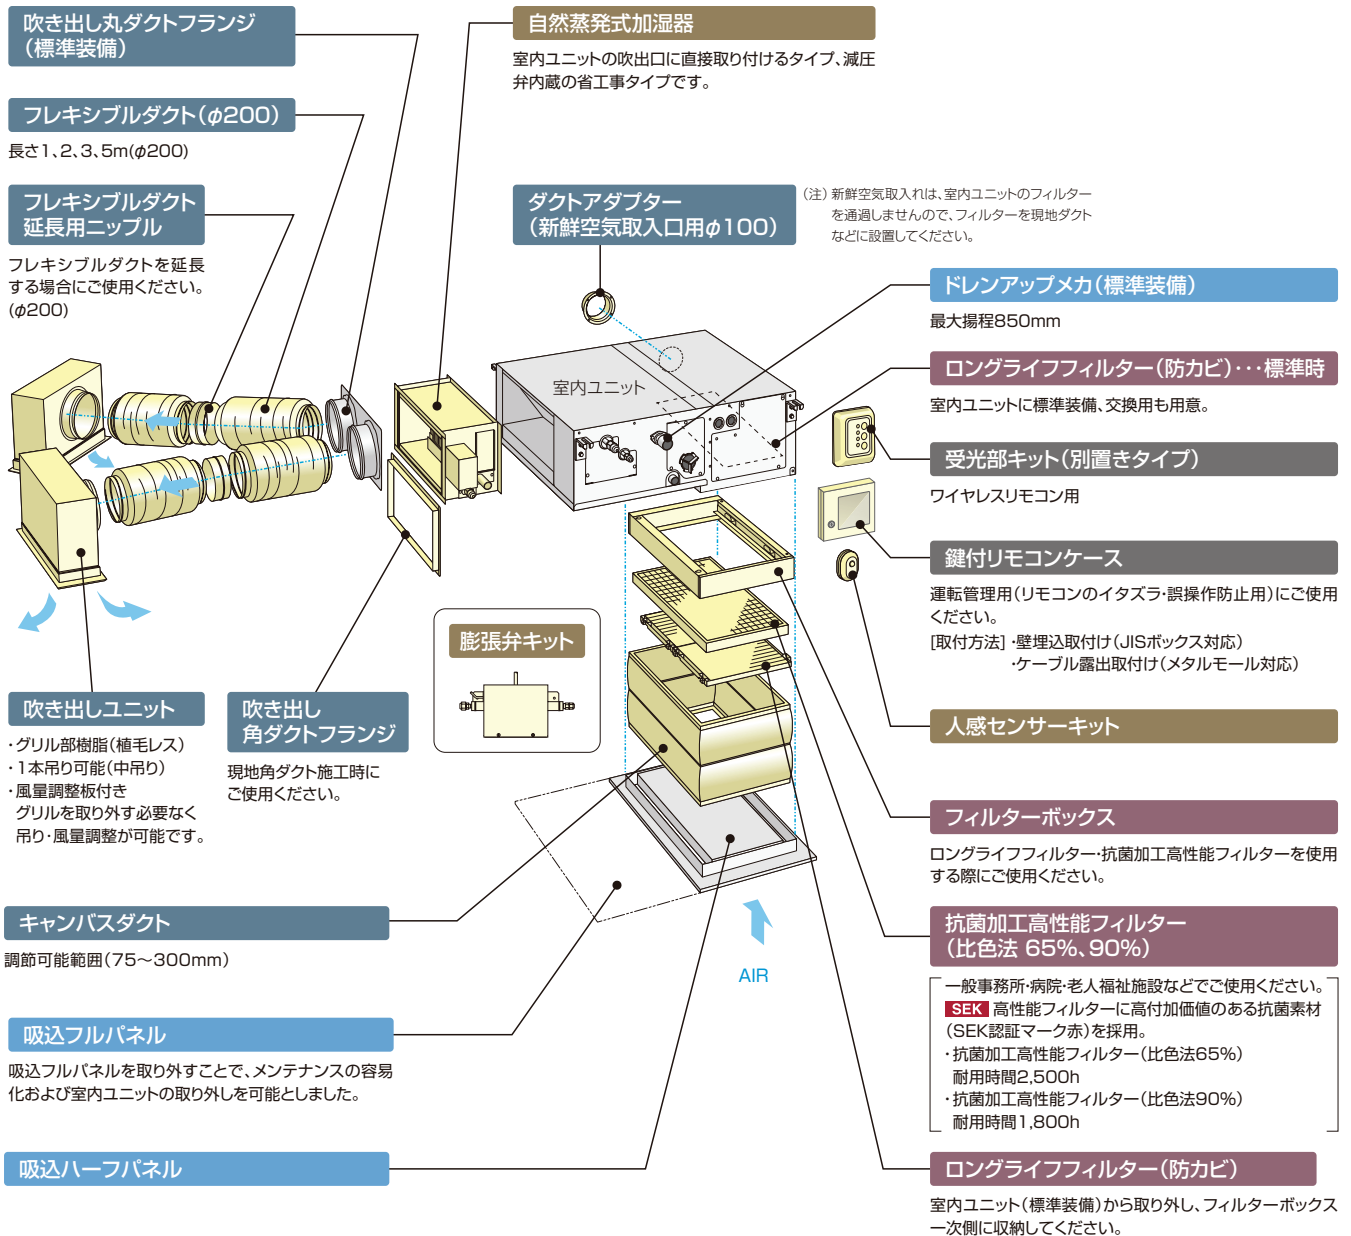 吹き出し丸ダクトフランジ
（標準装備）
フレキシブルダクト（φ200）
長さ1、2、3、5m(φ200)
フレキシブルダクト
延長用ニップル
フレキシブルダクトを延長
する場合にご使用ください。
(φ200)
自然蒸発式加湿器
室内ユニットの吹出口に直接取り付けるタイプ、減圧
弁内蔵の省工事タイプです。
ダクトアダプター
（新鮮空気取入口用φ100）
（注）新鮮空気取入れは、室内ユニットのフィルター
を通過しませんので、フィルターを現地ダクト
などに設置してください。
室内ユニット
ドレンアップメカ（標準装備）
最大揚程850mm
ロングライフフィルター（防カビ）･･･標準時
室内ユニットに標準装備、交換用も用意。
受光部キット（別置きタイプ）
ワイヤレスリモコン用
鍵付リモコンケース
運転管理用（リモコンのイタズラ・誤操作防止用）にご使用
ください。
[取付方法]・壁埋込取付け（JISボックス対応）
・ケーブル露出取付け（メタルモール対応）
人感センサーキット
膨張弁キット
吹き出しユニット
・グリル部樹脂（植毛レス）
・1本吊り可能（中吊り）
・風量調整板付き
グリルを取り外す必要なく
吊り・風量調整が可能です。
吹き出し
角ダクトフランジ
現地角ダクト施工時に
ご使用ください。
フィルターボックス
ロングライフフィルター・抗菌加工高性能フィルターを使用
する際にご使用ください。
キャンバスダクト
調節可能範囲（75～300mm）
抗菌加工高性能フィルター
（比色法 65%、90%）
一般事務所・病院・老人福祉施設などでご使用ください。
SEK 高性能フィルターに高付加価値のある抗菌素材
（SEK認証マーク赤）を採用。
・抗菌加工高性能フィルター（比色法65%）
耐用時間2,500h
・抗菌加工高性能フィルター（比色法90%）
耐用時間1,800h
AIR
吸込フルパネル
吸込フルパネルを取り外すことで、メンテナンスの容易
化および室内ユニットの取り外しを可能としました。
吸込ハーフパネル
ロングライフフィルター（防カビ）
室内ユニット（標準装備）から取り外し、フィルターボックス
一次側に収納してください。